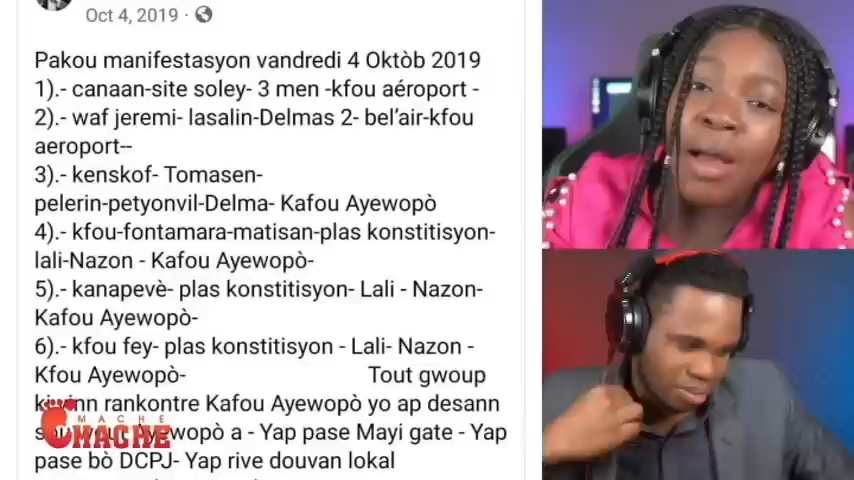 Oct 4, 2019 ·
Pakou manifestasyon vandredi 4 Oktòb 2019
1).- canaan-site soley- 3 men -kfou aéroport -
2).- waf jeremi- lasalin-Delmas 2- bel’air-kfou
aeroport--
3).- kenskof- Tomasen-
pelerin-petyonvil-Delma- Kafou Ayewopò
4).- kfou-fontamara-matisan-plas konstitisyon-
lali-Nazon - Kafou Ayewopò-
5).- kanapevè- plas konstitisyon- Lali - Nazon-
Kafou Ayewopò-
6).- kfou fey- plas konstitisyon - Lali- Nazon -
Kfou Ayewopò- Tout gwoup
rankontre Kafou Ayewopò yo ap desann
a - Yap pase Mayi gate - Yap
pase bò DCPJ- Yap rive douvan lokal
MACHE
MACHE